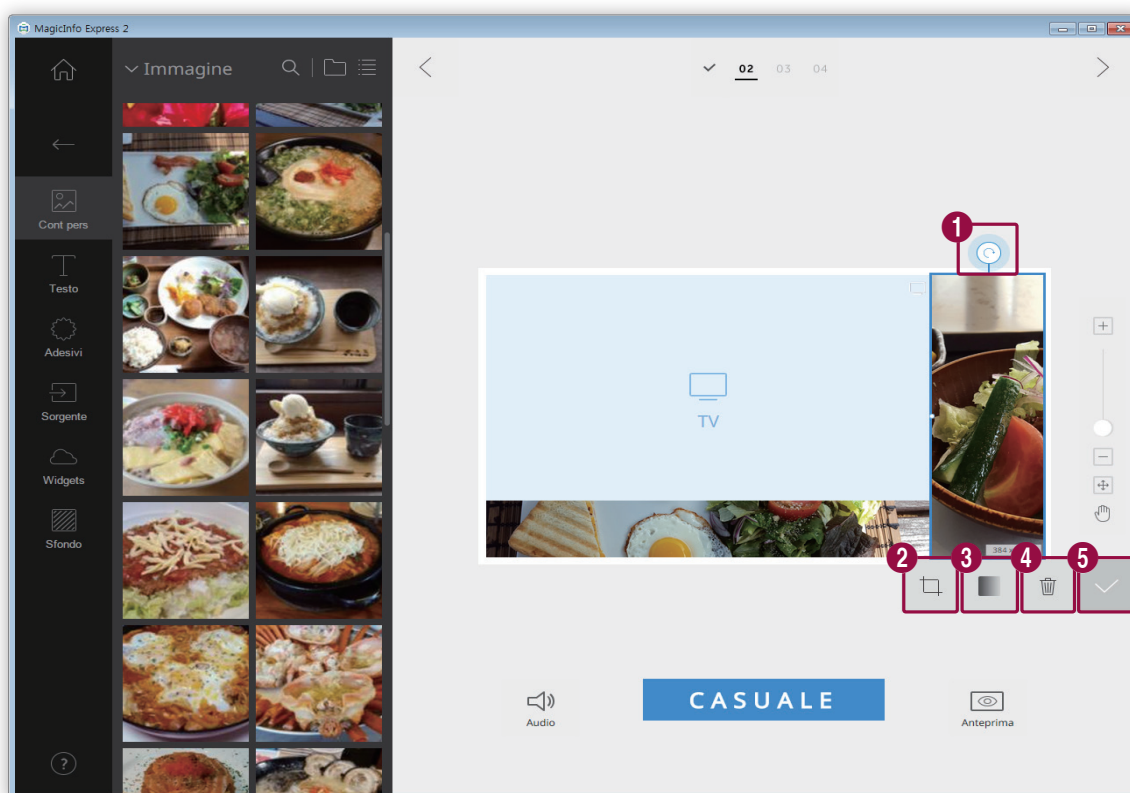 MagicInfo Express 2
Immagine
02 03 04
Cont pers
Testo
Adesivi
Sorgente
Widgets
Sfondo
?
1
TV
384 x
2 3 4 5
Audio
CASUALE
Anteprima